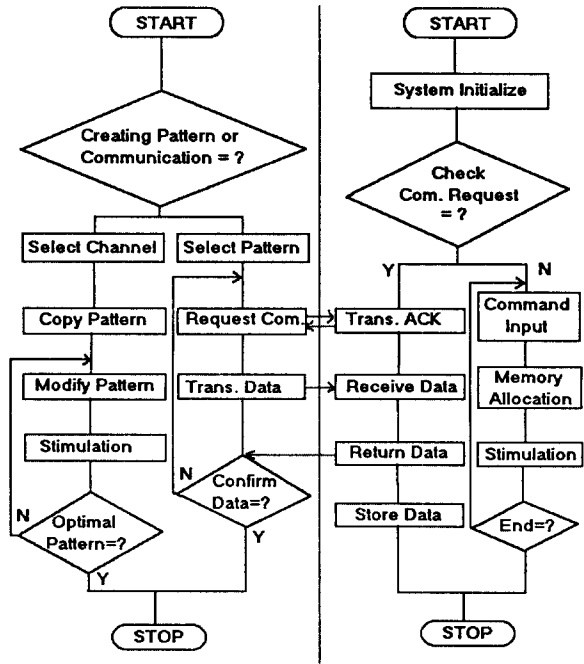 START
Creating Pattern or
Communication = ?
Select Channel
Select Pattern
Copy Pattern
Request Com.
Modify Pattern
Trans. Data
Stimulation
N
Optimal
Pattern=?
Y
N
Confirm
Data=?
Y
STOP
START
System Initialize
Check
Com. Request
= ?
Y
N
Trans. ACK
Command
Input
Receive Data
Memory
Allocation
Return Data
Stimulation
Store Data
End=?
STOP